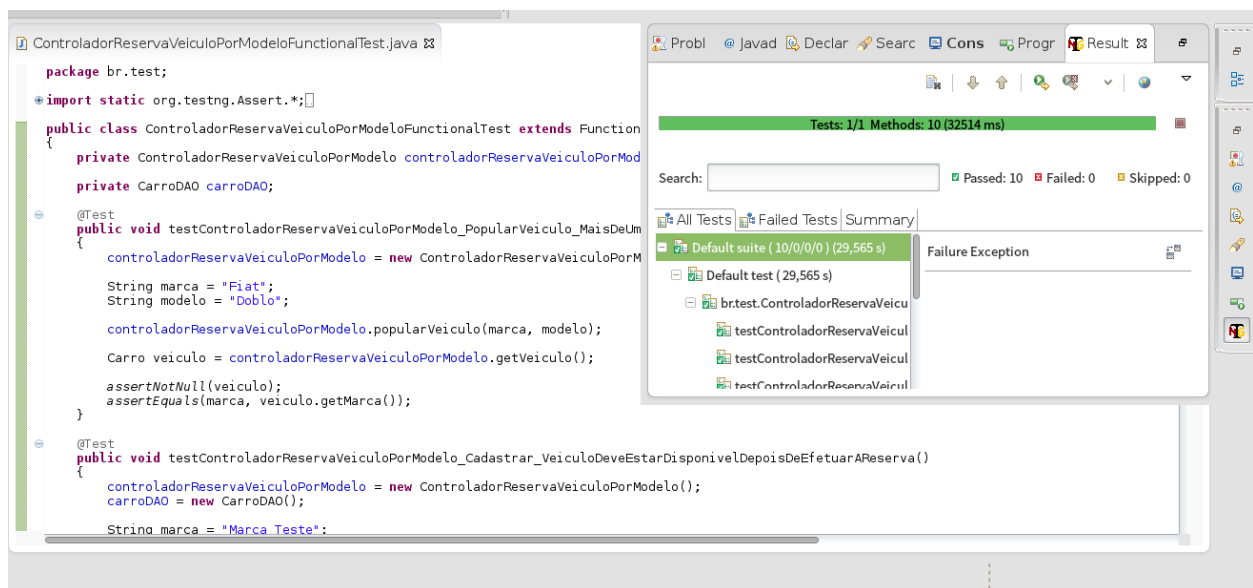 ControladorReservaVeiculoPorModeloFunctionalTest.java
package br.test;
import static org.testng.Assert.*;
public class ControladorReservaVeiculoPorModeloFunctionalTest extends Function
{
private ControladorReservaVeiculoPorModelo controladorReservaVeiculoPorMod
private CarroDAO carroDAO;
@Test
public void testControladorReservaVeiculoPorModelo_PopularVeiculo_MaisDeUm
{
controladorReservaVeiculoPorModelo = new ControladorReservaVeiculoPorM
String marca = "Fiat";
String modelo = "Doblo";
controladorReservaVeiculoPorModelo.popularVeiculo(marca, modelo);
Carro veiculo = controladorReservaVeiculoPorModelo.getVeiculo();
assertNotNull(veiculo);
assertEquals(marca, veiculo.getMarca());
}
@Test
public void testControladorReservaVeiculoPorModelo_Cadastrar_VeiculoDeveEstarDisponivelDepoisDeEfetuarAReserva()
{
controladorReservaVeiculoPorModelo = new ControladorReservaVeiculoPorModelo();
carroDAO = new CarroDAO();
String marca = "Marca Teste";
Probl @ Javad Declar Searc Cons Progr Result
Tests: 1/1 Methods: 10 (32514 ms)
Search: Passed: 10 Failed: 0 Skipped: 0
All Tests Failed Tests Summary
Default suite ( 10/0/0/0 ) (29,565 s)
Failure Exception
Default test ( 29,565 s)
br.test.ControladorReservaVeicu
testControladorReservaVeicul
testControladorReservaVeicul
testControladorReservaVeicul